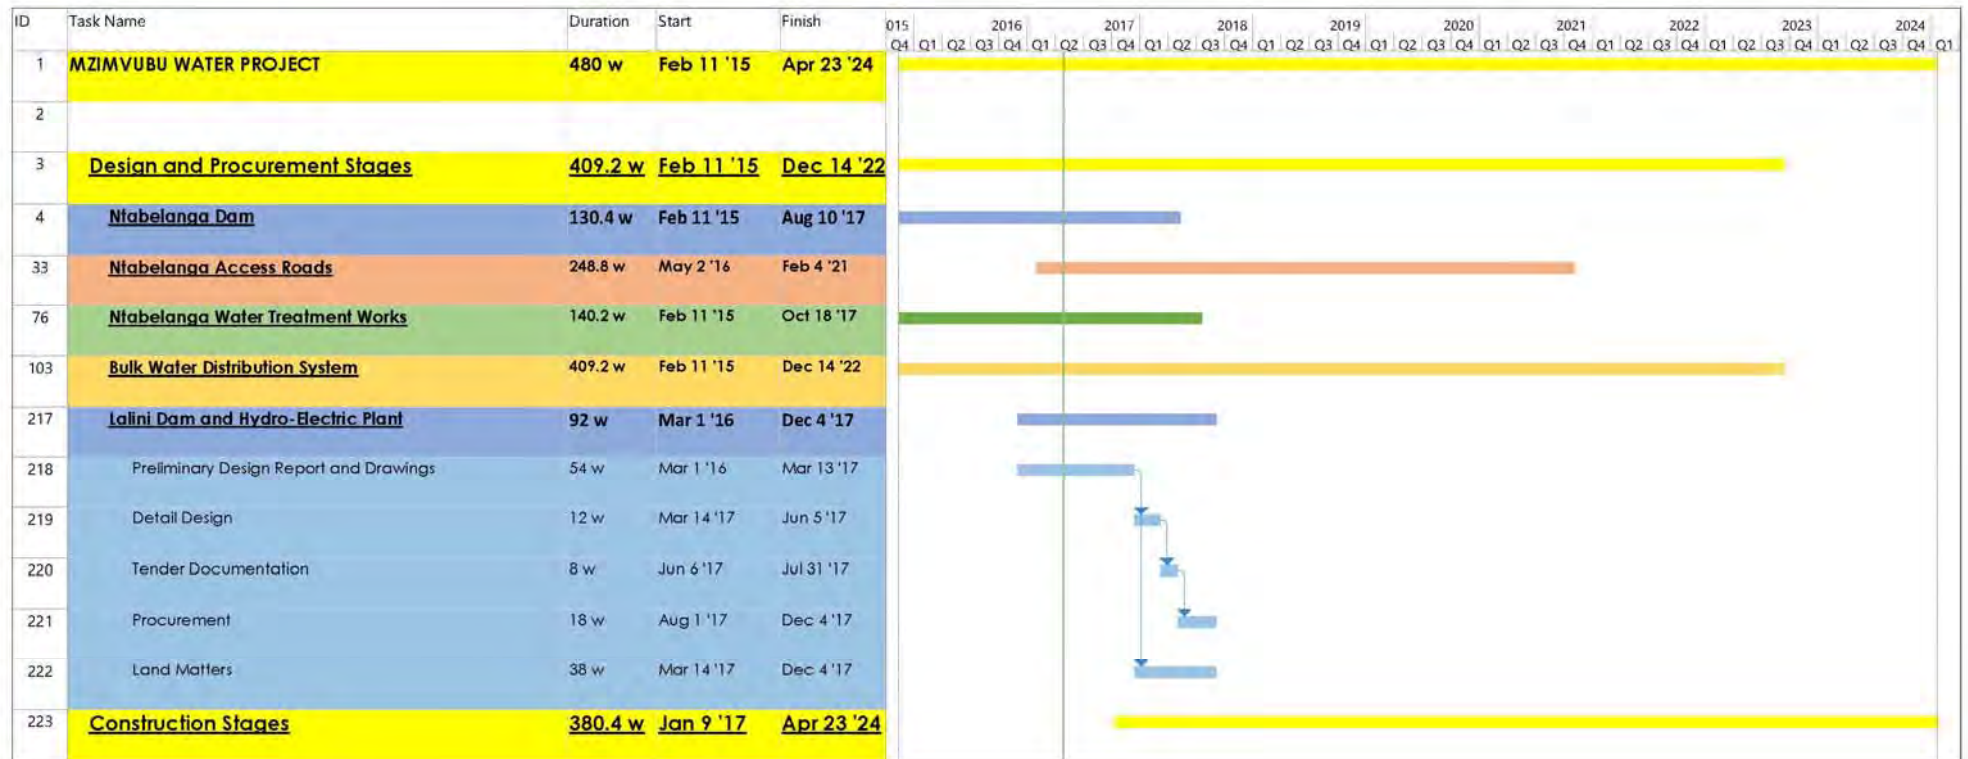 ID Task Name Duration Start Finish 015 2016 2017 2018 2019 2020 2021 2022 2023 2024
Q4 Q1 Q2 Q3 Q4 Q1 Q2 Q3 Q4 Q1 Q2 Q3 Q4 Q1 Q2 Q3 Q4 Q1 Q2 Q3 Q4 Q1 Q2 Q3 Q4 Q1 Q2 Q3 Q4 Q1 Q2 Q3 Q4 Q1 Q2 Q3 Q4 Q1
1 MZIMVUBU WATER PROJECT 480 w Feb 11 '15 Apr 23 '24
2
3 Design and Procurement Stages 409.2 w Feb 11 '15 Dec 14 '22
4 Ntabelanga Dam 130.4 w Feb 11 '15 Aug 10 '17
33 Ntabelanga Access Roads 248.8 w May 2 '16 Feb 4 '21
76 Ntabelanga Water Treatment Works 140.2 w Feb 11 '15 Oct 18 '17
103 Bulk Water Distribution System 409.2 w Feb 11 '15 Dec 14 '22
217 Lalini Dam and Hydro-Electric Plant 92 w Mar 1 '16 Dec 4 '17
218 Preliminary Design Report and Drawings 54 w Mar 1 '16 Mar 13 '17
219 Detail Design 12 w Mar 14 '17 Jun 5 '17
220 Tender Documentation 8 w Jun 6 '17 Jul 31 '17
221 Procurement 18 w Aug 1 '17 Dec 4 '17
222 Land Matters 38 w Mar 14 '17 Dec 4 '17
223 Construction Stages 380.4 w Jan 9 '17 Apr 23 '24